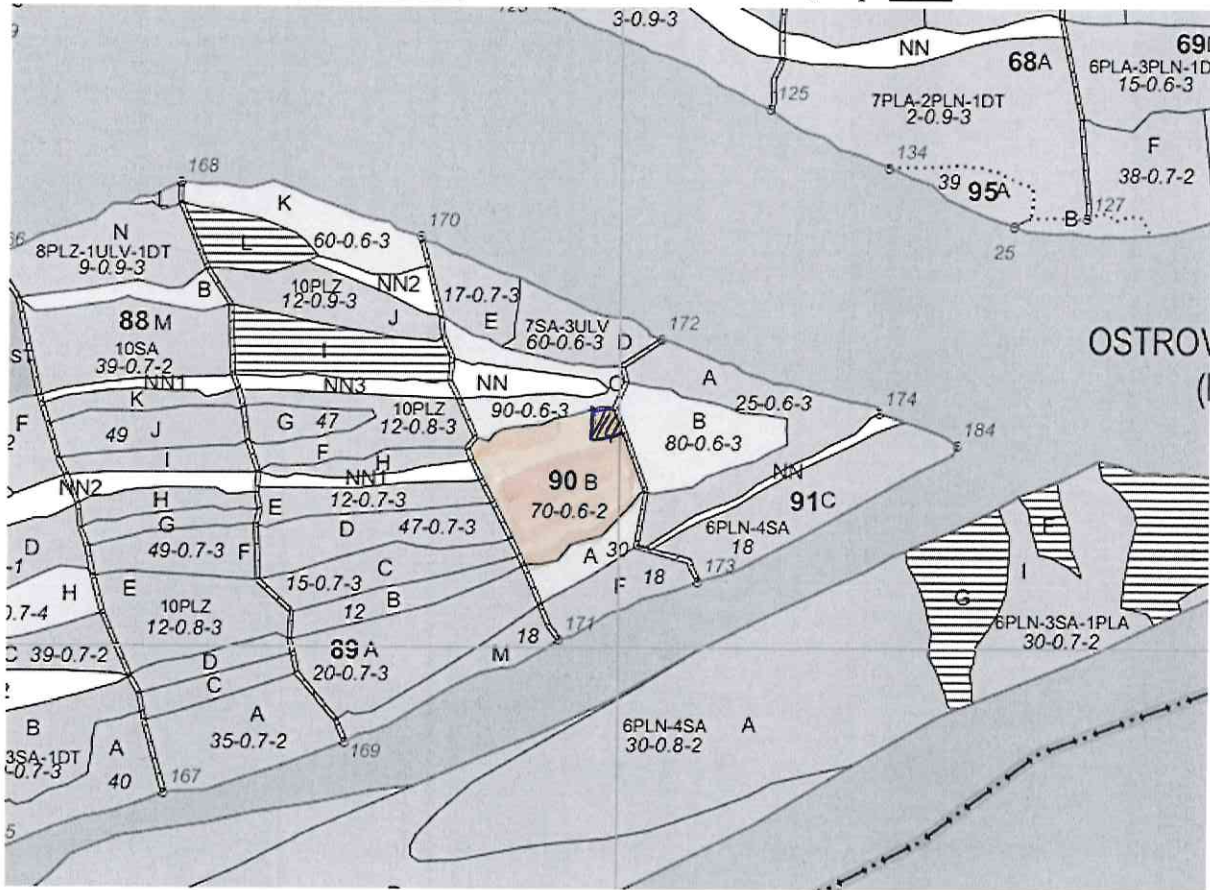 3-0.9-3
NN
68A
6PLA-3PLN-1D
15-0.6-3
125
7PLA-2PLN-1DT
2-0.9-3
F
38-0.7-2
134
39 95A
127
B
25
168
K
60-0.6-3
170
N
8PLZ-1ULV-1DT
9-0.9-3
L
NN2
B
10PLZ
12-0.9-3
J
17-0.7-3
E
7SA-3ULV
60-0.6-3
D
172
OSTROV
88 M
10SA
39-0.7-2
I
NN1
NN3
NN
C
A
25-0.6-3
174
K
90-0.6-3
B
80-0.6-3
184
F
49
J
G
47
10PLZ
12-0.8-3
I
F
H
NN
NN2
NN1
12-0.7-3
90 B
70-0.6-2
91C
H
E
G
D
47-0.7-3
6PLN-4SA
18
D
49-0.7-3
F
C
A
30
F
18
173
I
G
H
E
10PLZ
12-0.8-3
15-0.7-3
B
12
6PLN-3SA-1PLA
30-0.7-2
C 39-0.7-2
D
C
89 A
20-0.7-3
18
171
M
B
A
35-0.7-2
6PLN-4SA
30-0.8-2
A
3SA-1DT
-0.7-3
A
40
169
167